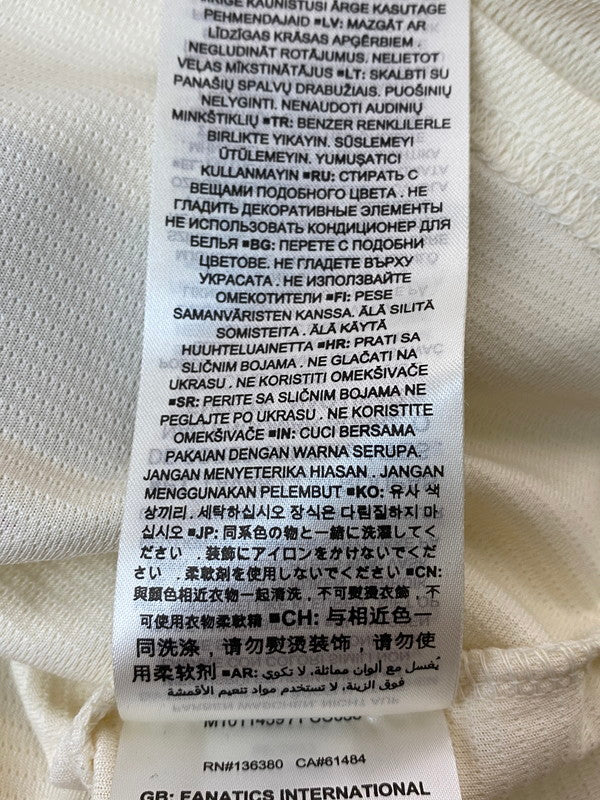 KAUNISTUSI ÄRGE KASUTAGE
PEHMENDAJAID ■LV: MAZGĀT AR
LĪDZĪGAS KRĀSAS APĢĒRBIEM .
NEGLUDINĀT ROTĀJUMUS. NELIETOT
VEĻAS MĪKSTINĀTĀJUS ■LT: SKALBTI SU
PANAŠIŲ SPALVŲ DRABUŽIAIS. PUOŠINIŲ
NELYGINTI. NENAUDOTI AUDINIŲ
MINKŠTIKLIŲ ■TR: BENZER RENKLILERLE
BIRLIKTE YIKAYIN. SÜSLEMEYI
ÜTÜLEMEYIN. YUMUŞATICI
KULLANMAYIN ■RU: СТИРАТЬ С
ВЕЩАМИ ПОДОБНОГО ЦВЕТА . НЕ
ГЛАДИТЬ ДЕКОРАТИВНЫЕ ЭЛЕМЕНТЫ
НЕ ИСПОЛЬЗОВАТЬ КОНДИЦИОНЕР ДЛЯ
БЕЛЬЯ ■BG: ПЕРЕТЕ С ПОДОБНИ
ЦВЕТОВЕ. НЕ ГЛАДЕТЕ ВЪРХУ
УКРАСАТА . НЕ ИЗПОЛЗВАЙТЕ
ОМЕКОТИТЕЛИ ■FI: PESE
SAMANVÄRISTEN KANSSA. ÄLÄ SILITÄ
SOMISTEITA . ÄLÄ KÄYTÄ
HUUHTELUAINETTA ■HR: PRATI SA
SLIČNIM BOJAMA . NE GLAČATI NA
UKRASU . NE KORISTITI OMEKŠIVAČE
■SR: PERITE SA SLIČNIM BOJAMA NE
PEGLAJTE PO UKRASU . NE KORISTITE
OMEKŠIVAČE ■IN: CUCI BERSAMA
PAKAIAN DENGAN WARNA SERUPA.
JANGAN MENYETERIKA HIASAN . JANGAN
MENGGUNAKAN PELEMBUT ■KO: 유사 색
상끼리. 세탁하십시오 장식은 다림질하지 마
십시오 ■JP: 同系色の物と一緒に洗濯してく
ださい . 装飾にアイロンをかけないでくだ
さい . 柔軟剤を使用しないでください ■CN:
與顏色相近衣物一起清洗，不可熨燙衣飾，不
可使用衣物柔軟精 ■CH: 与相近色一
同洗涤，请勿熨烫装饰，请勿使
用柔软剂 ■AR: يُغسل مع ألوان مماثلة. لا تكوي
فوق الزينة. لا تستخدم مواد تنعيم الأقمشة
RN#136380 CA#61484
GB: FANATICS INTERNATIONAL